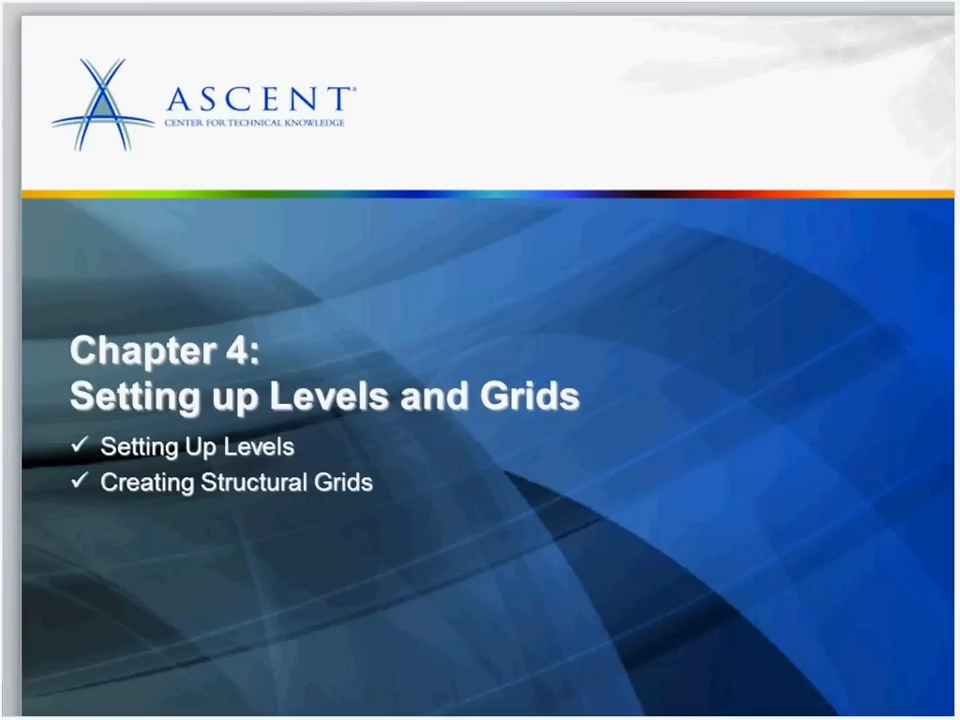 ASCENT®
CENTER FOR TECHNICAL KNOWLEDGE
Chapter 4:
Setting up Levels and Grids
✓ Setting Up Levels
✓ Creating Structural Grids